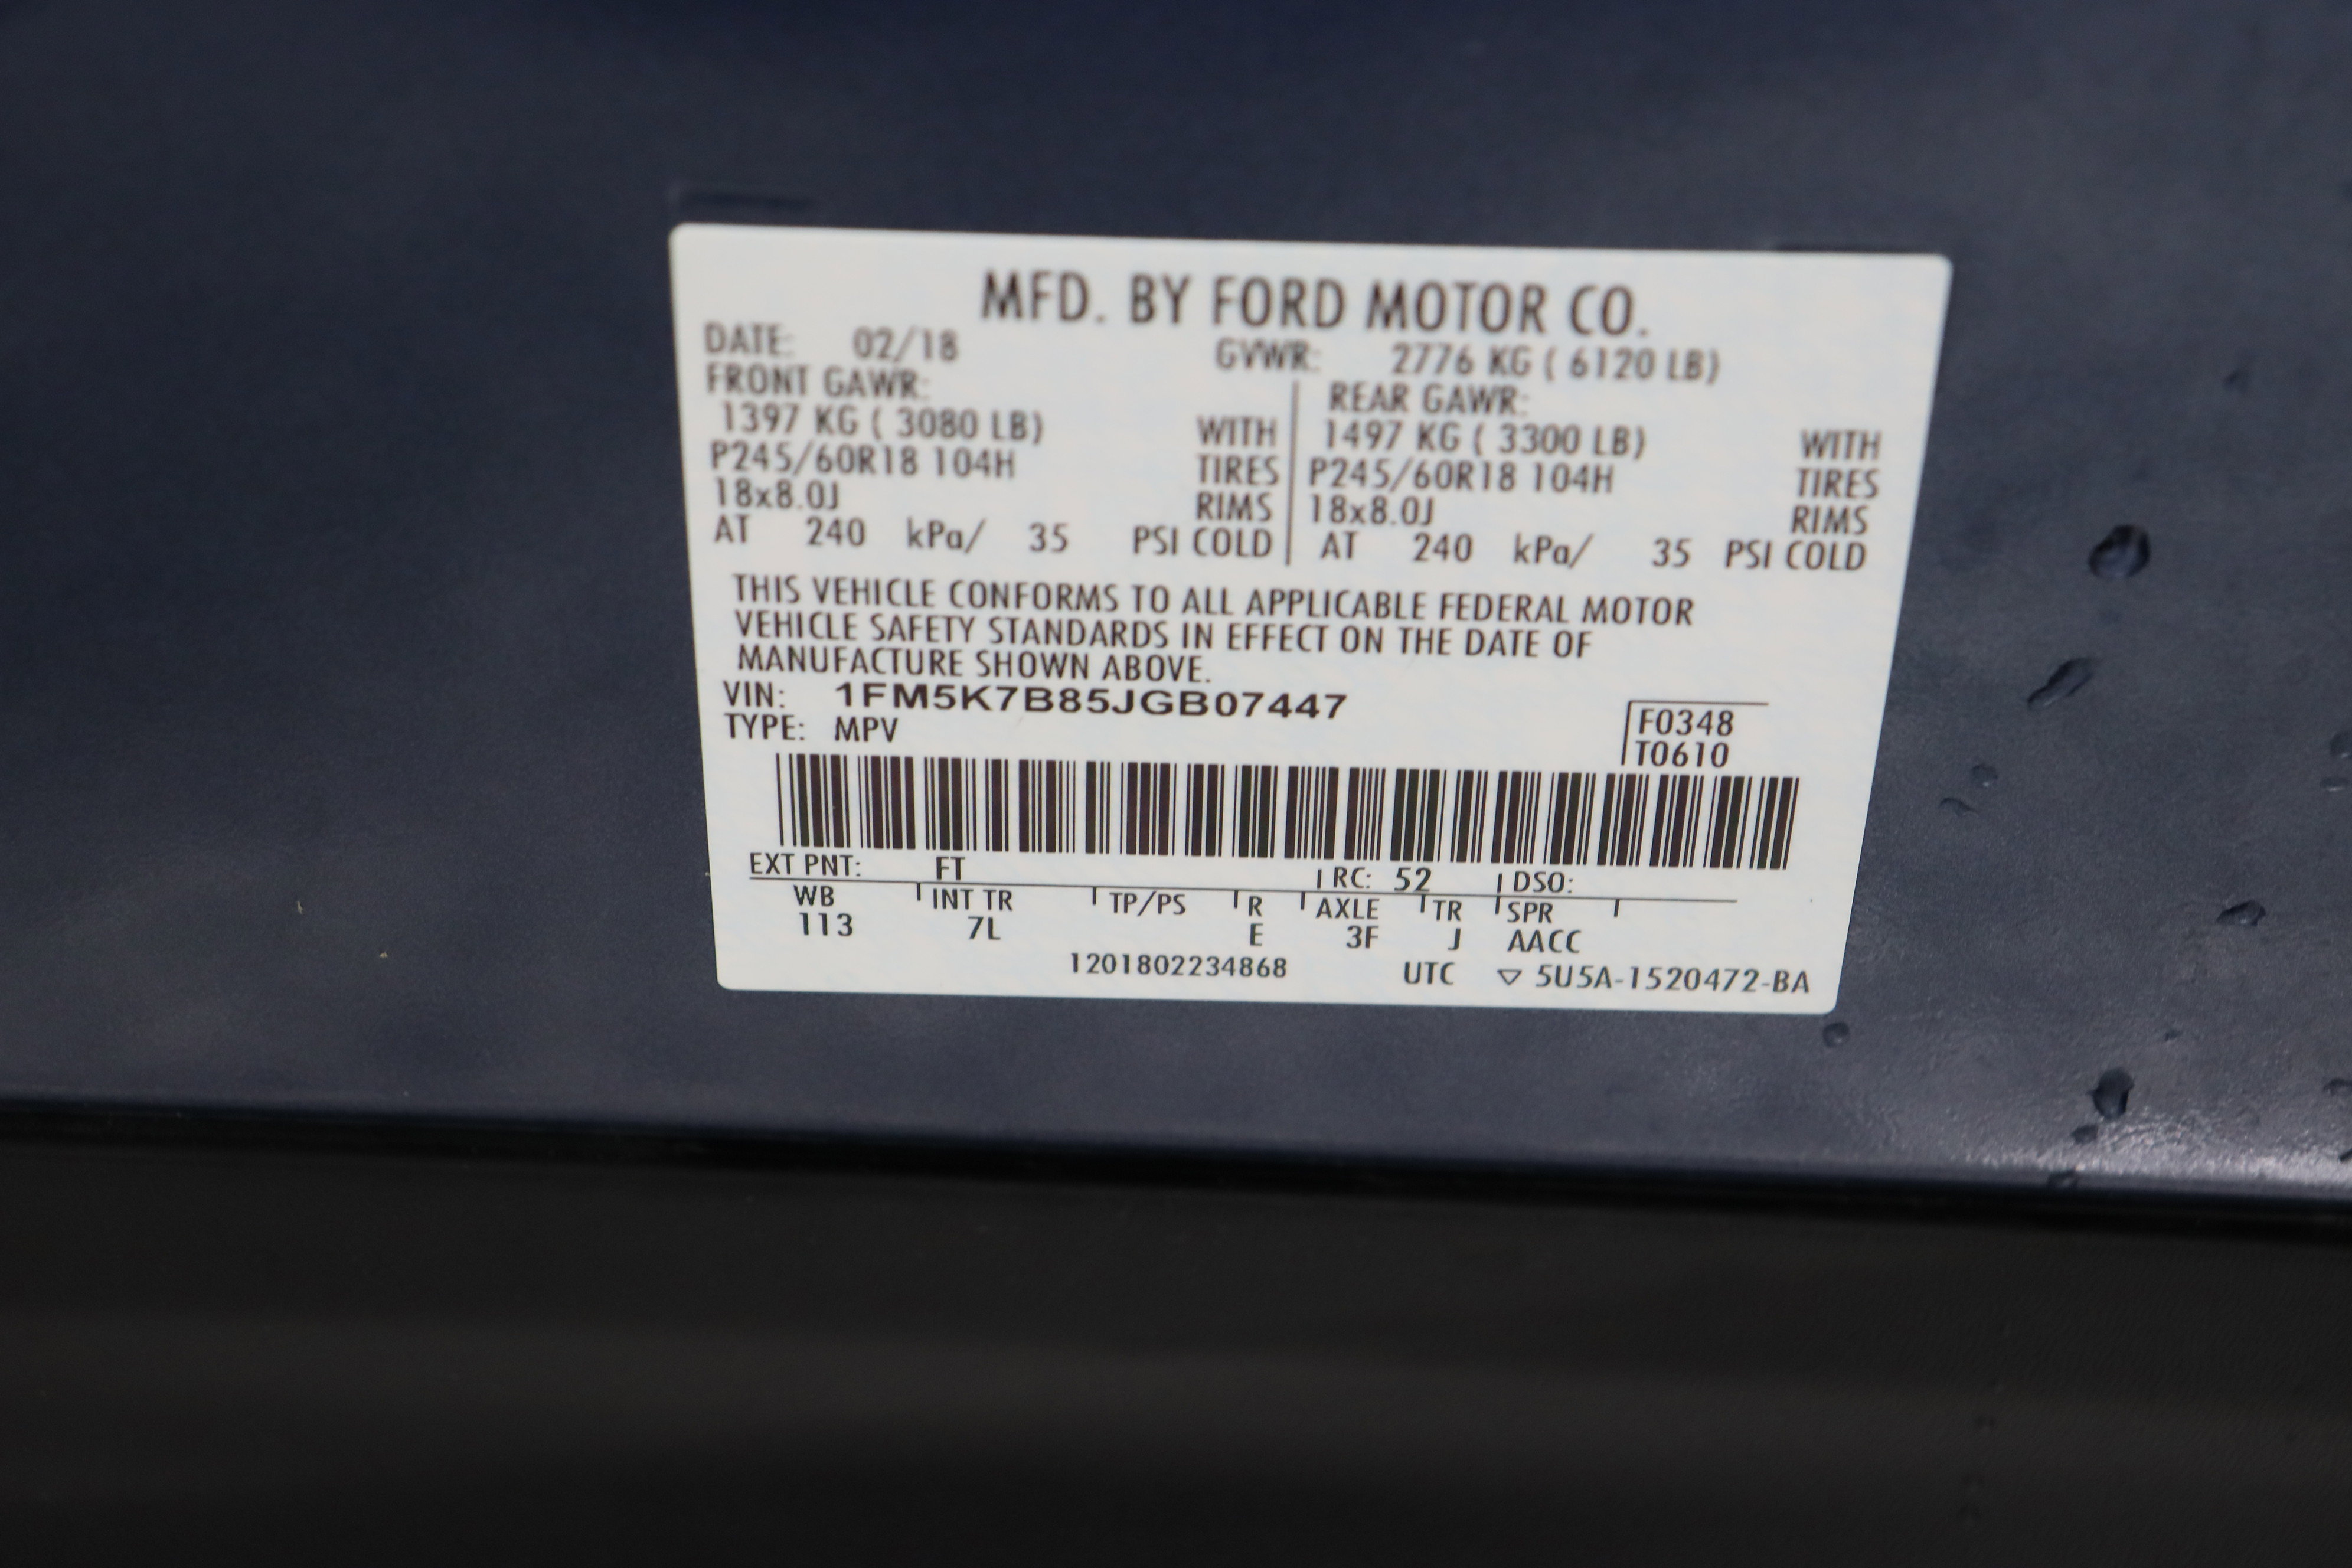 MFD. BY FORD MOTOR CO.
DATE: 02/18 GVWR: 2776 KG ( 6120 LB)
FRONT GAWR: REAR GAWR:
1397 KG ( 3080 LB) WITH 1497 KG ( 3300 LB) WITH
P245/60R18 104H TIRES P245/60R18 104H TIRES
18x8.0J RIMS 18x8.0J RIMS
AT 240 kPa/ 35 PSI COLD AT 240 kPa/ 35 PSI COLD
THIS VEHICLE CONFORMS TO ALL APPLICABLE FEDERAL MOTOR
VEHICLE SAFETY STANDARDS IN EFFECT ON THE DATE OF
MANUFACTURE SHOWN ABOVE.
VIN: 1FM5K7B85JGB07447
F0348
TYPE: MPV
T0610
EXT PNT: FT RC: 52 DSO:
WB INT TR TP/PS R AXLE TR SPR
113 7L E 3F J AACC
1201802234868 UTC ▽ 5U5A-1520472-BA